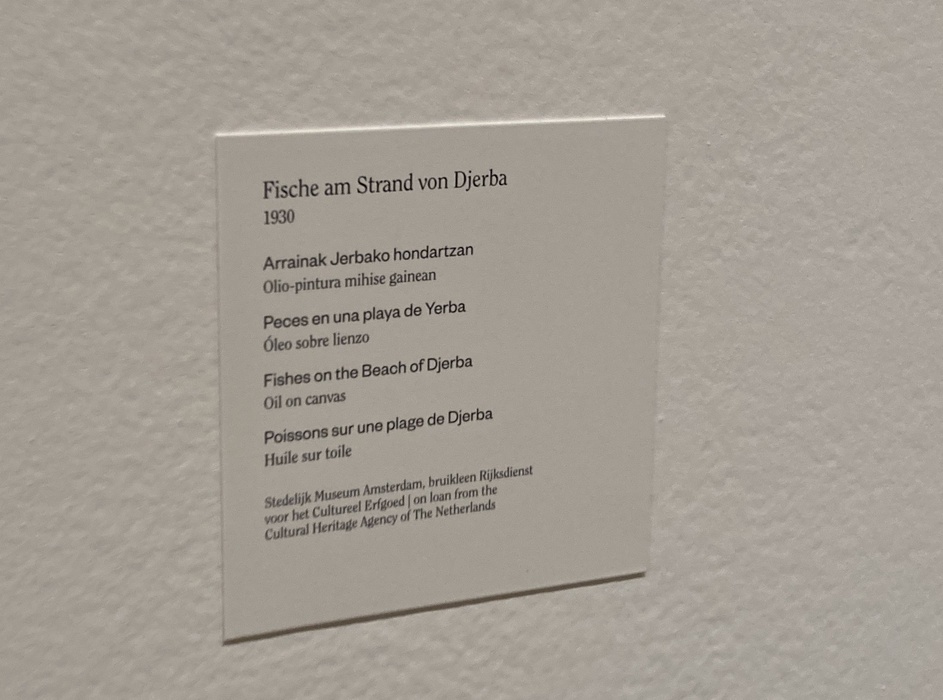 Fische am Strand von Djerba
1930
Arrainak Jerbako hondartzan
Olio-pintura mihise gainean
Peces en una playa de Yerba
Óleo sobre lienzo
Fishes on the Beach of Djerba
Oil on canvas
Poissons sur une plage de Djerba
Huile sur toile
Stedelijk Museum Amsterdam, bruikleen Rijksdienst
voor het Cultureel Erfgoed | on loan from the
Cultural Heritage Agency of The Netherlands